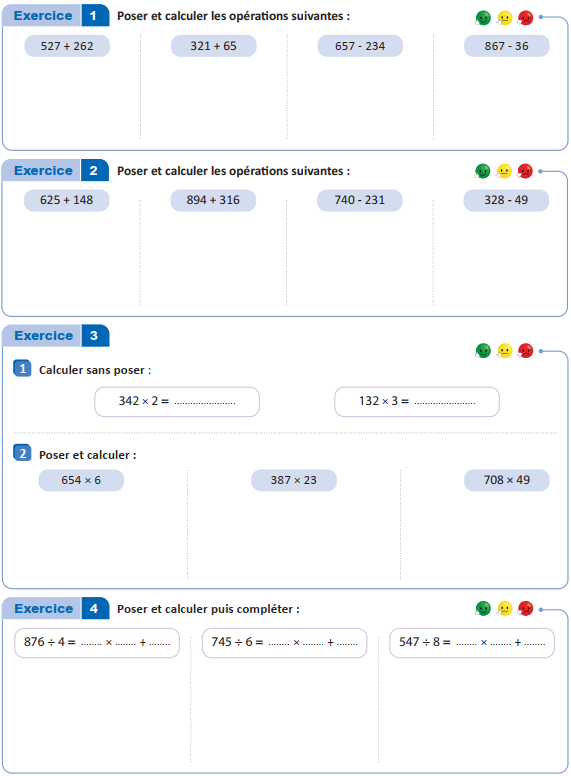 Exercice 1 Poser et calculer les opérations suivantes :
527 + 262 321 + 65 657 - 234 867 - 36
Exercice 2 Poser et calculer les opérations suivantes :
625 + 148 894 + 316 740 - 231 328 - 49
Exercice 3
1 Calculer sans poser :
342 × 2 = ....................... 132 × 3 = .......................
2 Poser et calculer :
654 × 6 387 × 23 708 × 49
Exercice 4 Poser et calculer puis compléter :
876 ÷ 4 = ........ × ........ + ........ 745 ÷ 6 = ........ × ........ + ........ 547 ÷ 8 = ........ × ........ + ........